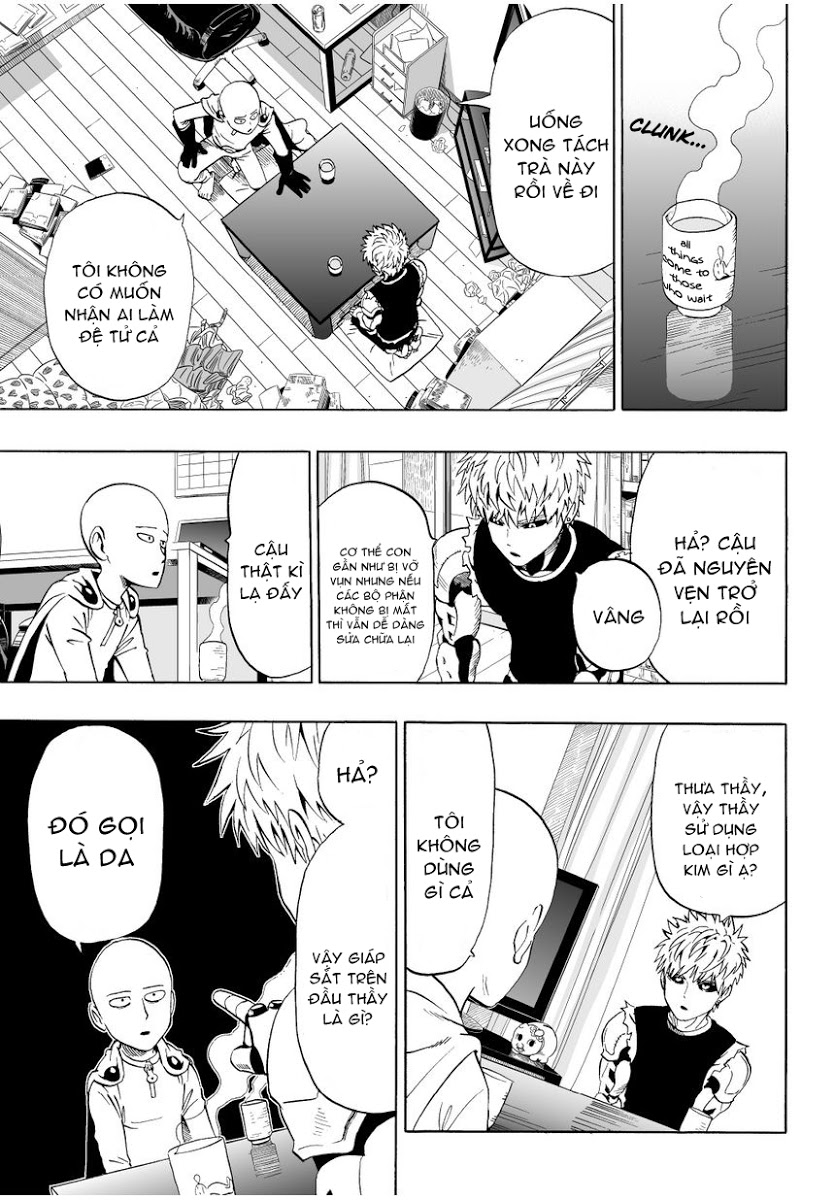 CLUNK...
all
things
come to
those
who wait
UỐNG
XONG TÁCH
TRÀ NÀY
RỒI VỀ ĐI
TÔI KHÔNG
CÓ MUỐN
NHẬN AI LÀM
ĐỆ TỬ CẢ
HẢ? CẬU
ĐÃ NGUYÊN
VẸN TRỞ
LẠI RỒI
VÂNG
CƠ THỂ CON
GẦN NHƯ BỊ VỠ
VỤN NHƯNG NẾU
CÁC BỘ PHẬN
KHÔNG BỊ MẤT
THÌ VẪN DỄ DÀNG
SỬA CHỮA LẠI
CẬU
THẬT KÌ
LẠ ĐẤY
THƯA THẦY,
VẬY THẦY
SỬ DỤNG
LOẠI HỢP
KIM GÌ Ạ?
TÔI
KHÔNG
DÙNG
GÌ CẢ
HẢ?
VẬY GIÁP
SẮT TRÊN
ĐẦU THẦY
LÀ GÌ?
ĐÓ GỌI
LÀ DA